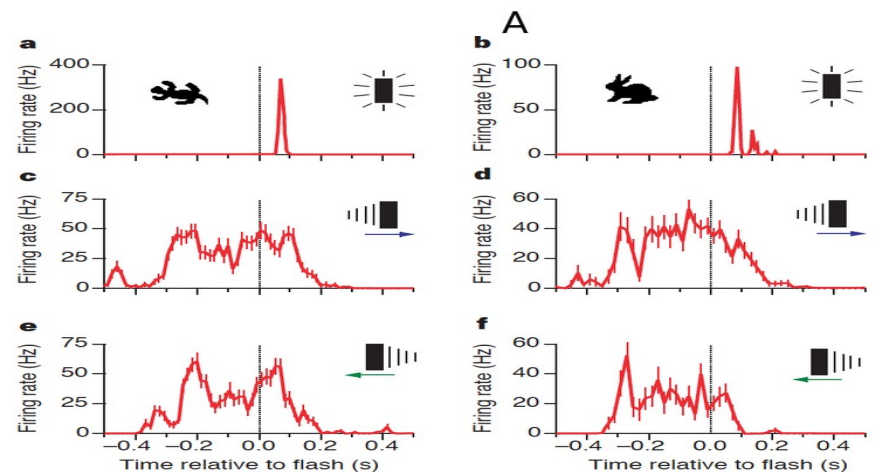 A
a
b
Firing rate (Hz)
400
200
0
Firing rate (Hz)
100
50
0
c
d
Firing rate (Hz)
75
50
25
0
Firing rate (Hz)
60
40
20
0
e
f
Firing rate (Hz)
75
50
25
0
Firing rate (Hz)
60
40
20
0
−0.4 −0.2 0.0 0.2 0.4
−0.4 −0.2 0.0 0.2 0.4
Time relative to flash (s)
Time relative to flash (s)